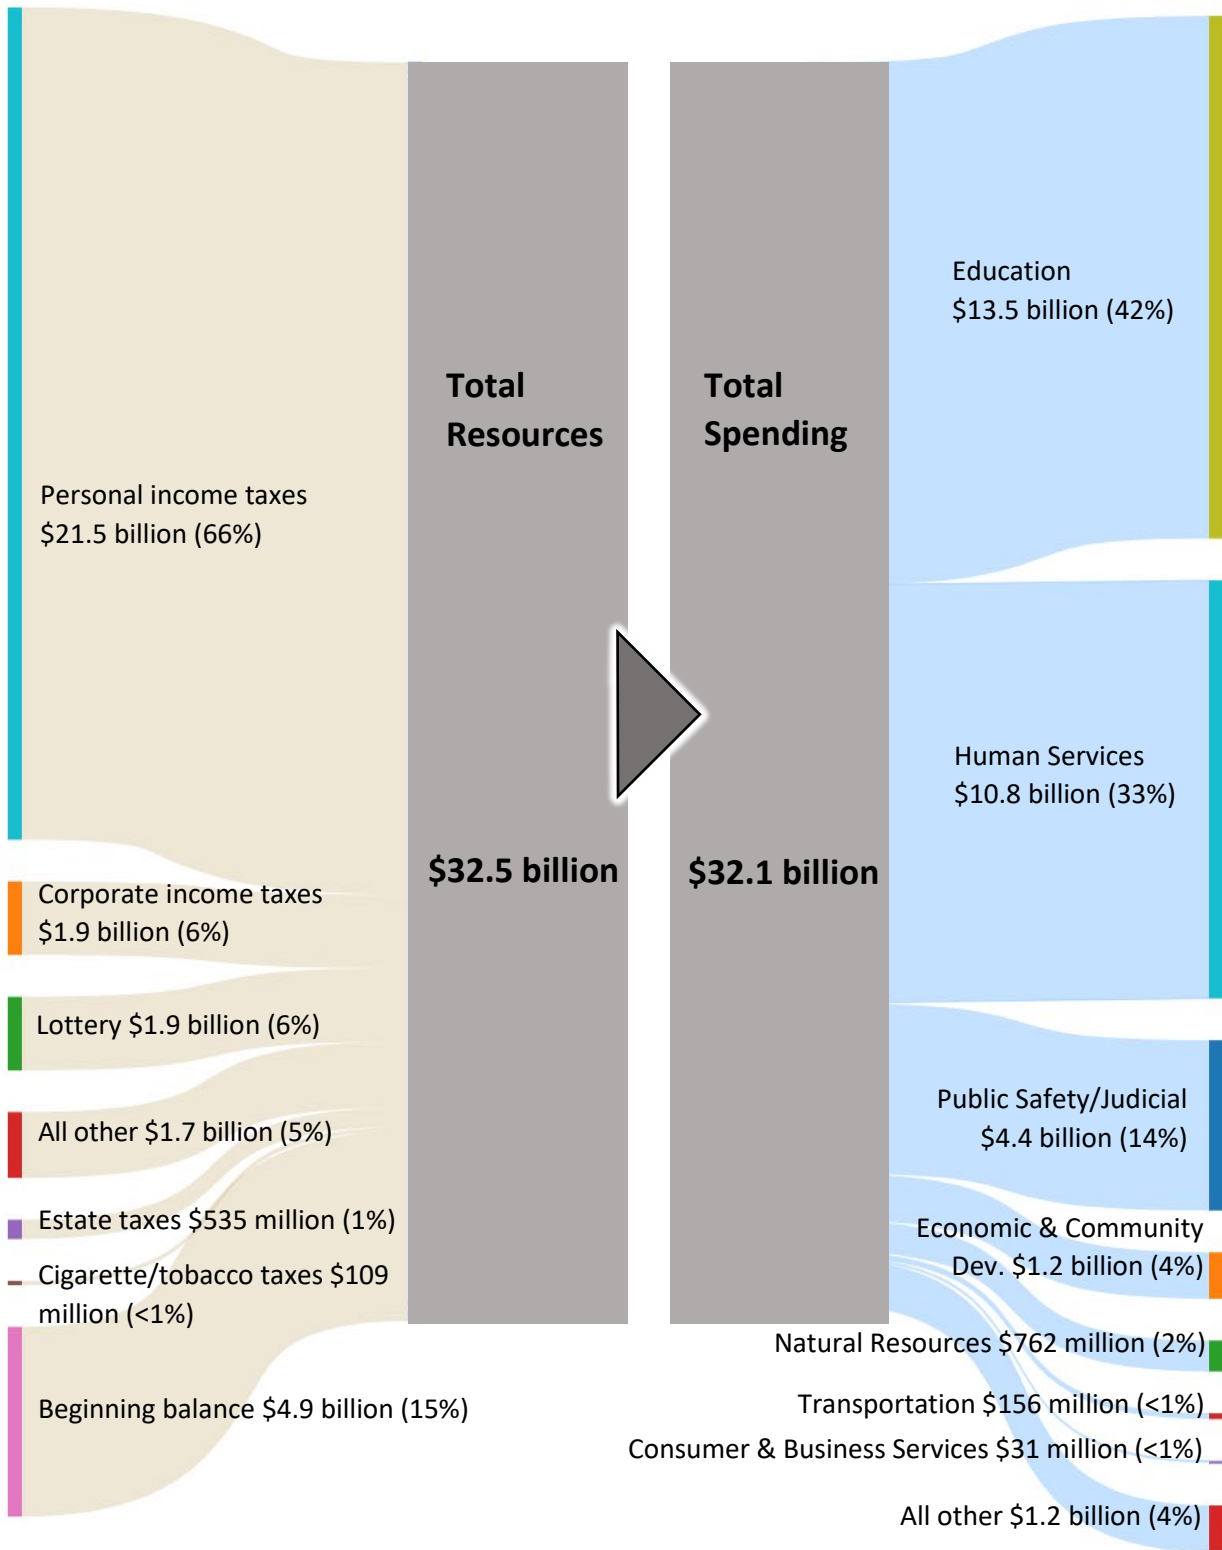 Personal income taxes
$21.5 billion (66%)
Corporate income taxes
$1.9 billion (6%)
Lottery $1.9 billion (6%)
All other $1.7 billion (5%)
Estate taxes $535 million (1%)
Cigarette/tobacco taxes $109
million (<1%)
Beginning balance $4.9 billion (15%)
Total
Resources
$32.5 billion
Total
Spending
$32.1 billion
Education
$13.5 billion (42%)
Human Services
$10.8 billion (33%)
Public Safety/Judicial
$4.4 billion (14%)
Economic & Community
Dev. $1.2 billion (4%)
Natural Resources $762 million (2%)
Transportation $156 million (<1%)
Consumer & Business Services $31 million (<1%)
All other $1.2 billion (4%)